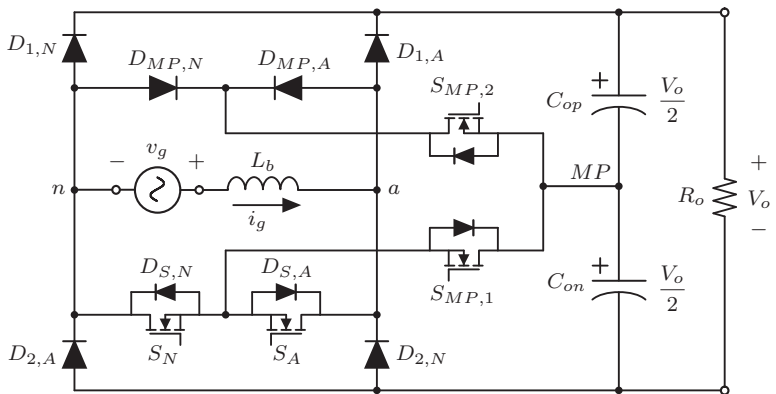 D1,N
DMP,N
DMP,A
D1,A
SMP,2
Cop
+
Vo/2
−
vg
+
Lb
n
a
MP
Ro
+
Vo
−
ig
DS,N
DS,A
SMP,1
Con
+
Vo/2
SN
SA
D2,A
D2,N